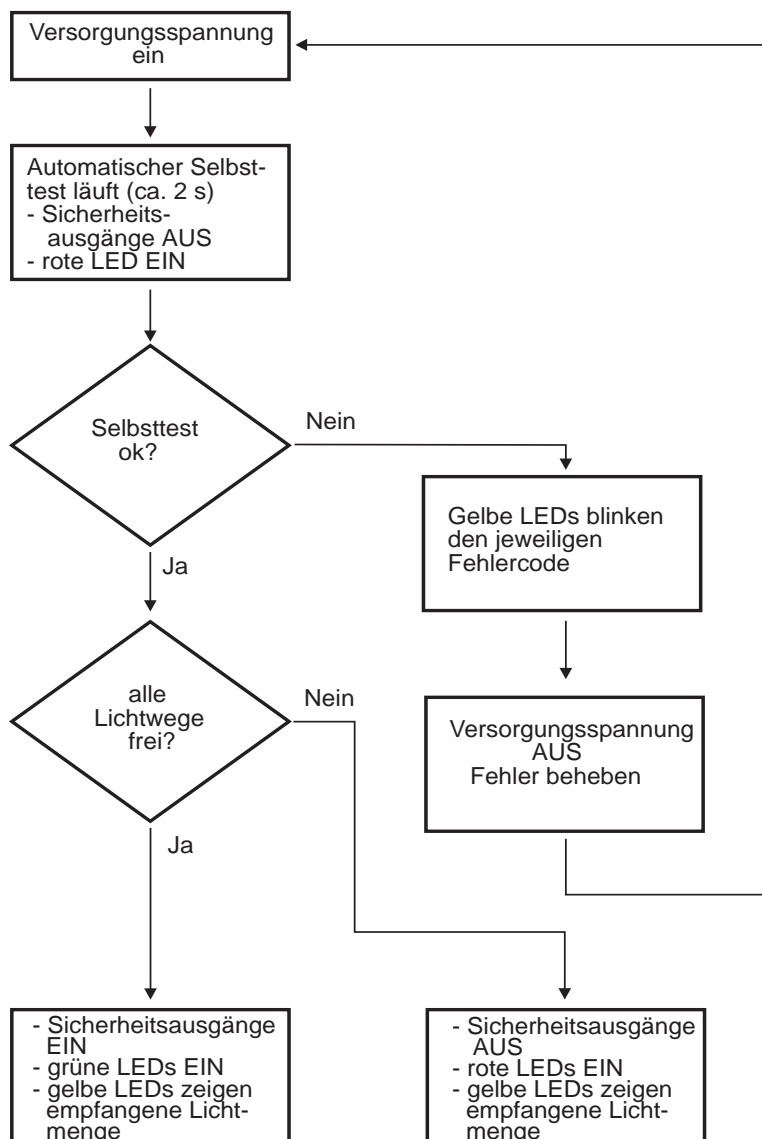 Versorgungsspannung
ein
Automatischer Selbst-
test läuft (ca. 2 s)
- Sicherheits-
ausgänge AUS
- rote LED EIN
Selbsttest
ok?
Nein
Gelbe LEDs blinken
den jeweiligen
Fehlercode
Ja
alle
Lichtwege
frei?
Nein
Versorgungsspannung
AUS
Fehler beheben
Ja
- Sicherheitsausgänge
EIN
- grüne LEDs EIN
- gelbe LEDs zeigen
empfangene Licht-
menge
- Sicherheitsausgänge
AUS
- rote LEDs EIN
- gelbe LEDs zeigen
empfangene Licht-
menge